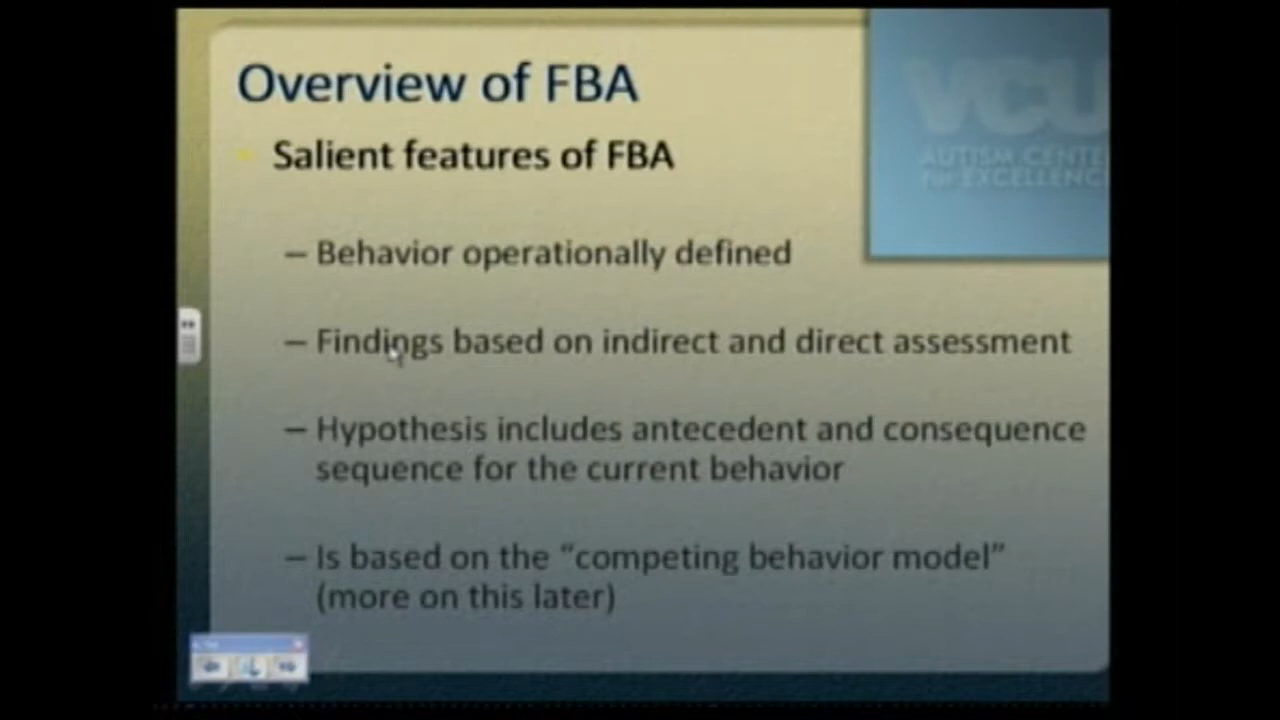 Overview of FBA
Salient features of FBA
– Behavior operationally defined
– Findings based on indirect and direct assessment
– Hypothesis includes antecedent and consequence
sequence for the current behavior
– Is based on the “competing behavior model”
(more on this later)
VCU
AUTISM CENTE
for EXCELLENC